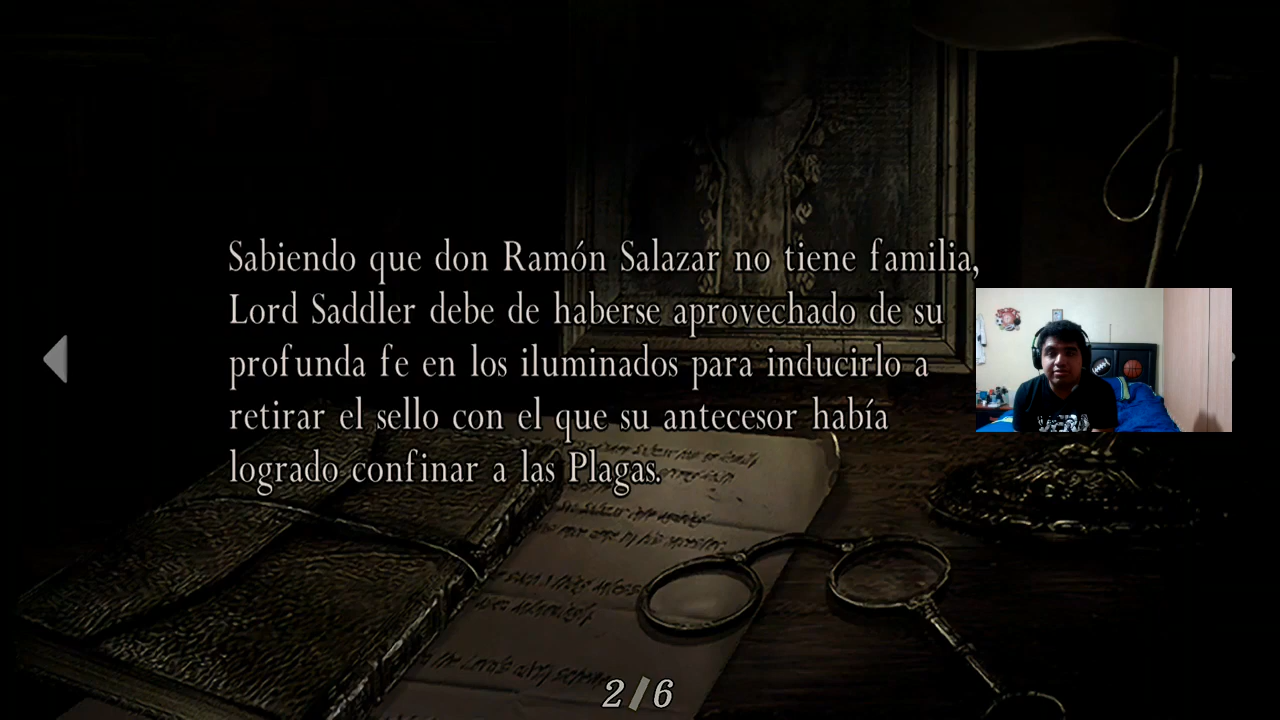 Sabiendo que don Ramón Salazar no tiene familia,
Lord Saddler debe de haberse aprovechado de su
profunda fe en los iluminados para inducirlo a
retirar el sello con el que su antecesor había
logrado confinar a las Plagas.
2/6